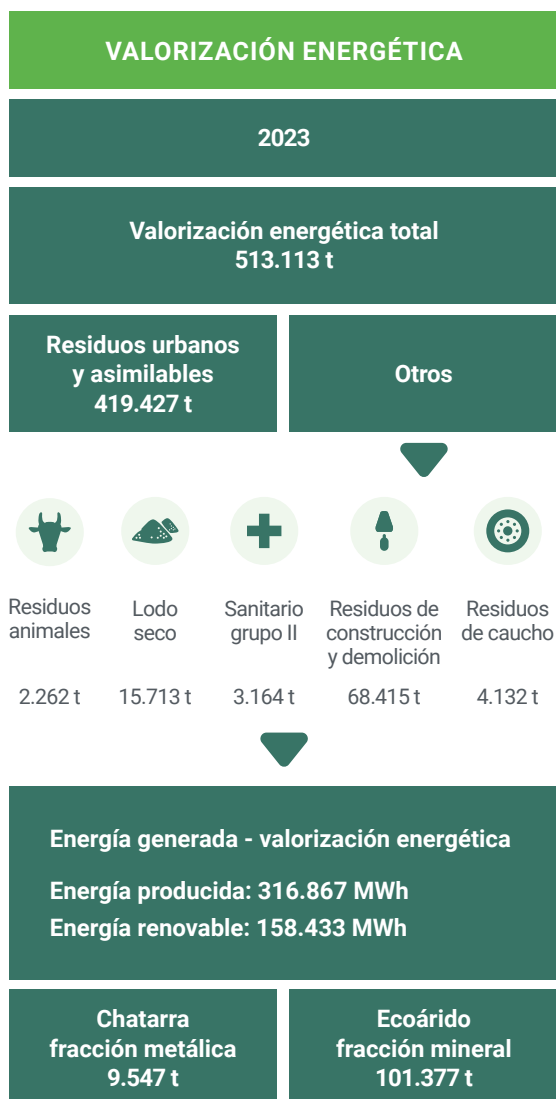 VALORIZACIÓN ENERGÉTICA
2023
Valorización energética total
513.113 t
Residuos urbanos
y asimilables
419.427 t
Otros
Residuos
animales
2.262 t
Lodo
seco
15.713 t
Sanitario
grupo II
3.164 t
Residuos de
construcción
y demolición
68.415 t
Residuos
de caucho
4.132 t
Energía generada - valorización energética
Energía producida: 316.867 MWh
Energía renovable: 158.433 MWh
Chatarra
fracción metálica
9.547 t
Ecoárido
fracción mineral
101.377 t